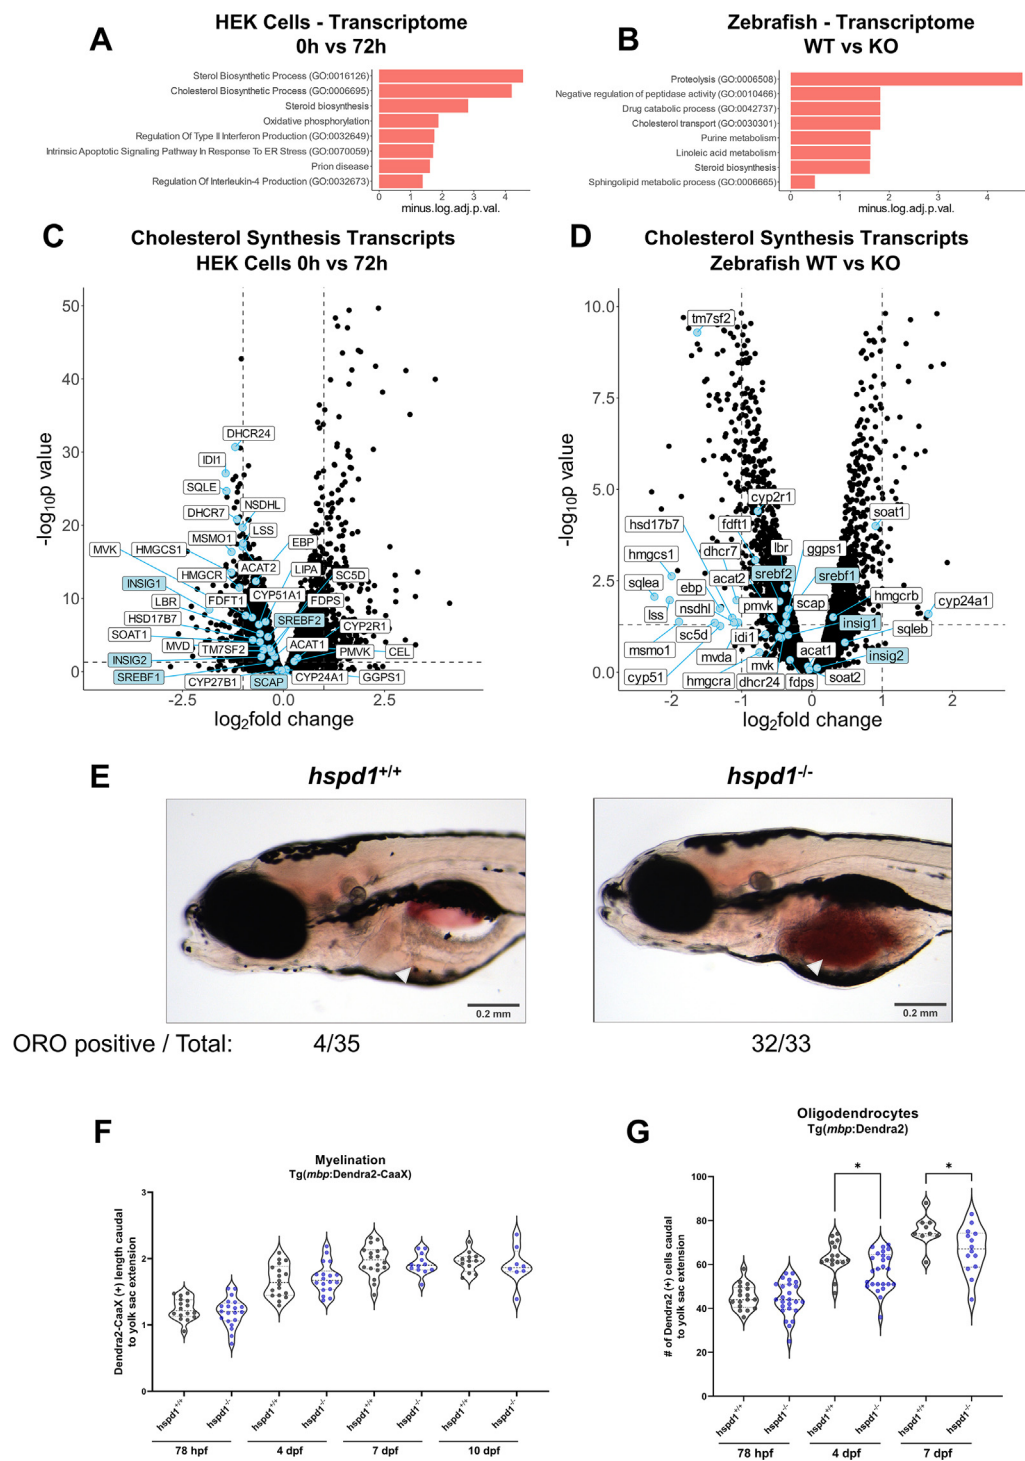 A
HEK Cells - Transcriptome
0h vs 72h
Sterol Biosynthetic Process (GO:0016126)
Cholesterol Biosynthetic Process (GO:0006695)
Steroid biosynthesis
Oxidative phosphorylation
Regulation Of Type II Interferon Production (GO:0032649)
Intrinsic Apoptotic Signaling Pathway In Response To ER Stress (GO:0070059)
Prion disease
Regulation Of Interleukin-4 Production (GO:0032673)
0 1 2 3 4
minus.log.adj.p.val.
B
Zebrafish - Transcriptome
WT vs KO
Proteolysis (GO:0006508)
Negative regulation of peptidase activity (GO:0010466)
Drug catabolic process (GO:0042737)
Cholesterol transport (GO:0030301)
Purine metabolism
Linoleic acid metabolism
Steroid biosynthesis
Sphingolipid metabolic process (GO:0006665)
0 1 2 3 4
minus.log.adj.p.val.
C
Cholesterol Synthesis Transcripts
HEK Cells 0h vs 72h
-log10p value
50
40
30
20
10
0
DHCR24
IDI1
SQLE
DHCR7
NSDHL
MSMO1
LSS
MVK
HMGCS1
EBP
HMGCR
ACAT2
LIPA
SC5D
INSIG1
LBR
FDFT1
CYP51A1
FDPS
HSD17B7
SREBF2
CYP2R1
SOAT1
MVD
TM7SF2
ACAT1
PMVK
CEL
INSIG2
SREBF1
CYP27B1
SCAP
CYP24A1
GGPS1
-2.5 0.0 2.5
log2fold change
D
Cholesterol Synthesis Transcripts
Zebrafish WT vs KO
-log10p value
10.0
7.5
5.0
2.5
0.0
tm7sf2
cyp2r1
soat1
hsd17b7
fdft1
hmgcs1
dhcr7
lbr
ggps1
sqlea
ebp
acat2
srebf2
srebf1
hmgcrb
cyp24a1
lss
nsdhl
pmvk
scap
insig1
sqleb
msmo1
sc5d
idi1
acat1
insig2
cyp51
mvda
mvk
hmgcra
dhcr24
fdps
soat2
-2 -1 0 1 2
log2fold change
E
hspd1+/+
hspd1-/-
0.2 mm
0.2 mm
ORO positive / Total: 4/35 32/33
F
Myelination
Tg(mbp:Dendra2-CaaX)
Dendra2-CaaX (+) length caudal
to yolk sac extension
3
2
1
0
hspd1+/+ hspd1-/- hspd1+/+ hspd1-/- hspd1+/+ hspd1-/- hspd1+/+ hspd1-/-
78 hpf 4 dpf 7 dpf 10 dpf
G
Oligodendrocytes
Tg(mbp:Dendra2)
# of Dendra2 (+) cells caudal
to yolk sac extension
100
80
60
40
20
0
* *
hspd1+/+ hspd1-/- hspd1+/+ hspd1-/- hspd1+/+ hspd1-/-
78 hpf 4 dpf 7 dpf